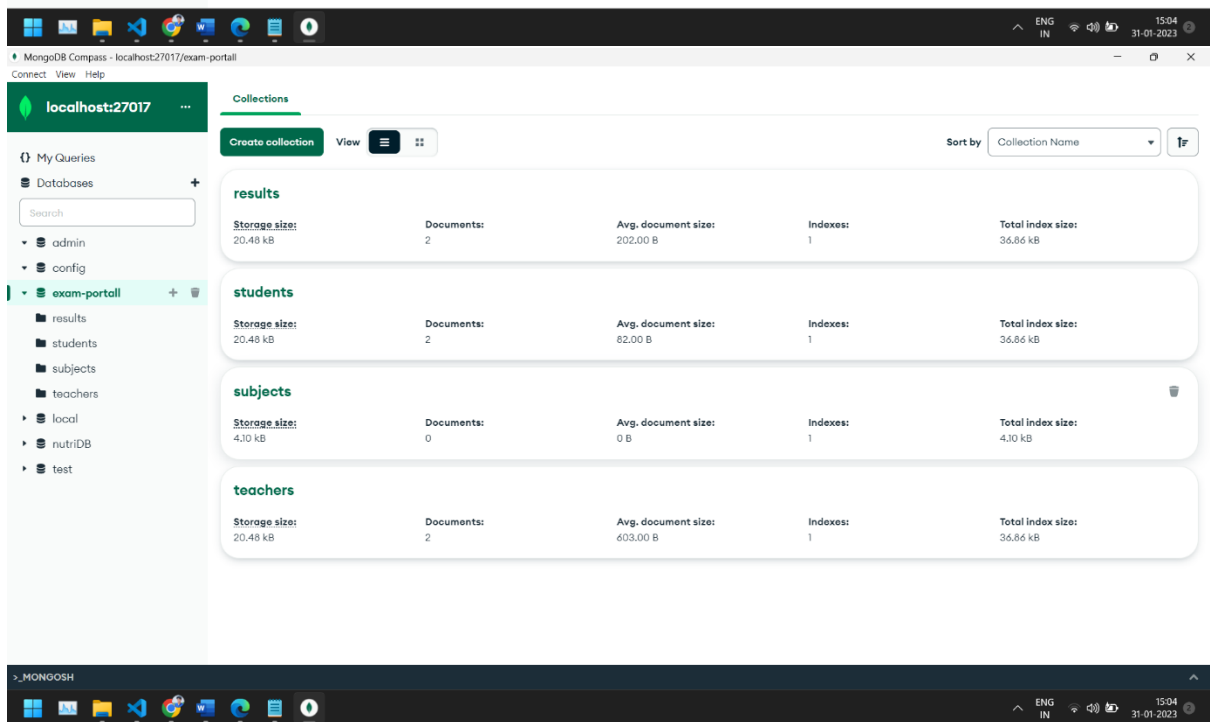 ENG 15:04
IN 31-01-2023
MongoDB Compass - localhost:27017/exam-portall
Connect View Help
localhost:27017 ...
Collections
Create collection View Sort by Collection Name
{} My Queries
Databases +
Search
admin
config
exam-portall +
results
students
subjects
teachers
local
nutriDB
test
results
Storage size: Documents: Avg. document size: Indexes: Total index size:
20.48 kB 2 202.00 B 1 36.86 kB
students
Storage size: Documents: Avg. document size: Indexes: Total index size:
20.48 kB 2 82.00 B 1 36.86 kB
subjects
Storage size: Documents: Avg. document size: Indexes: Total index size:
4.10 kB 0 0 B 1 4.10 kB
teachers
Storage size: Documents: Avg. document size: Indexes: Total index size:
20.48 kB 2 603.00 B 1 36.86 kB
>_MONGOSH
ENG 15:04
IN 31-01-2023